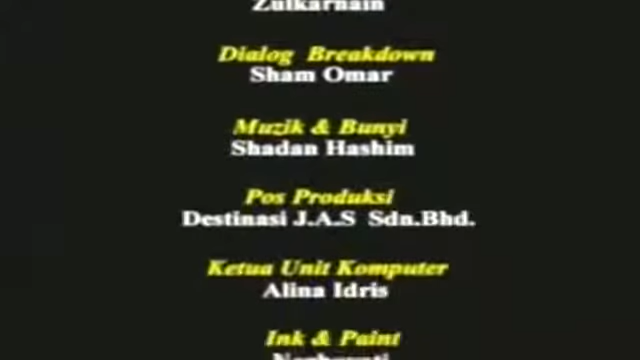 Zulkarnain
Dialog Breakdown
Sham Omar
Muzik & Bunyi
Shadan Hashim
Pos Produksi
Destinasi J.A.S Sdn.Bhd.
Ketua Unit Komputer
Alina Idris
Ink & Paint